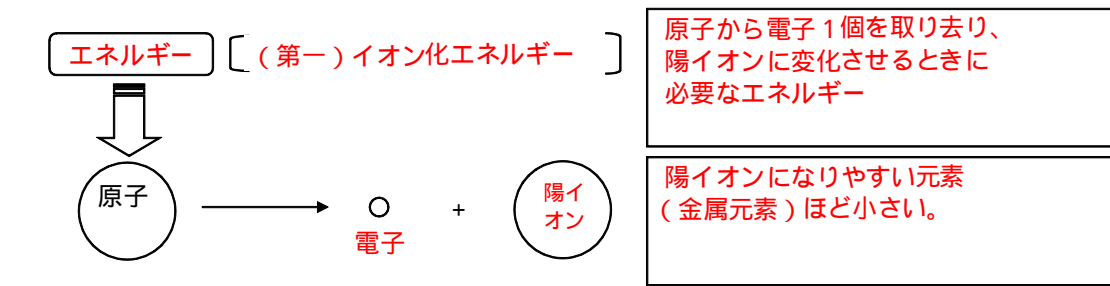 エネルギー 〔(第一)イオン化エネルギー 〕
原子から電子1個を取り去り、
陽イオンに変化させるときに
必要なエネルギー
原子
電子
+
陽イ
オン
陽イオンになりやすい元素
(金属元素)ほど小さい。